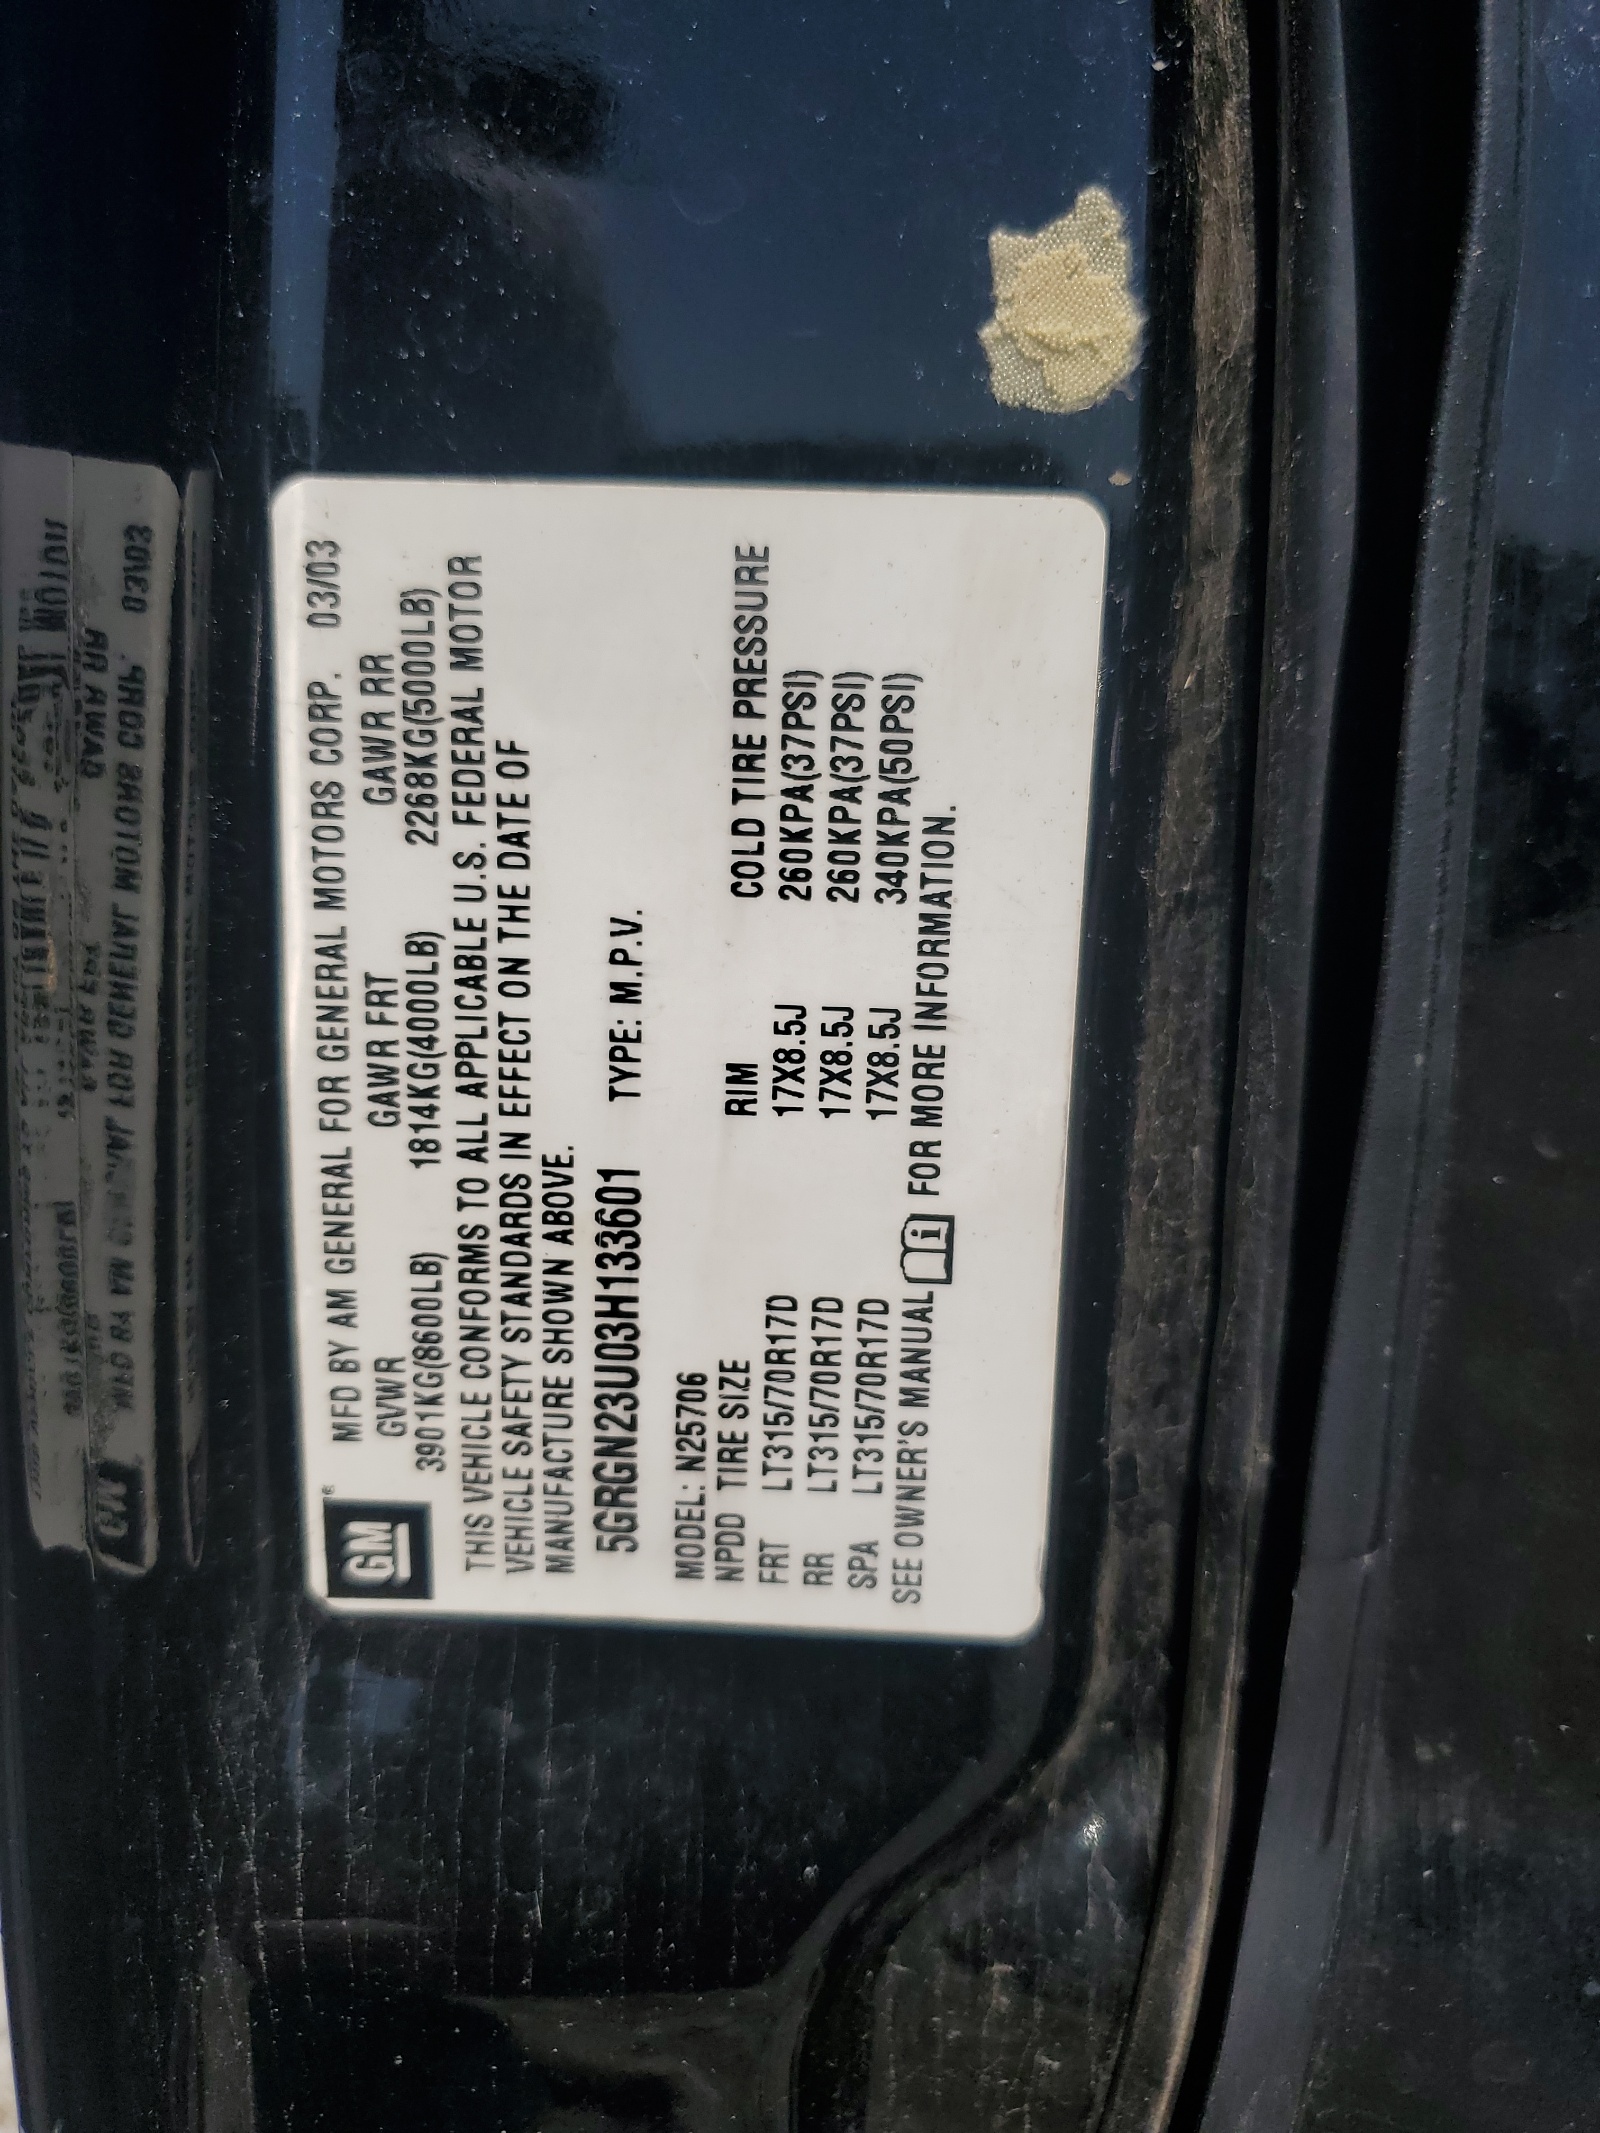 GM®
MFD BY AM GENERAL FOR GENERAL MOTORS CORP. 03/03
GVWR GAWR FRT GAWR RR
3901KG(8600LB) 1814KG(4000LB) 2268KG(5000LB)
THIS VEHICLE CONFORMS TO ALL APPLICABLE U.S. FEDERAL MOTOR
VEHICLE SAFETY STANDARDS IN EFFECT ON THE DATE OF
MANUFACTURE SHOWN ABOVE.
5GRGN23U03H133601 TYPE: M.P.V.
MODEL: N25706
NPDD TIRE SIZE RIM COLD TIRE PRESSURE
FRT LT315/70R17D 17X8.5J 260KPA(37PSI)
RR LT315/70R17D 17X8.5J 260KPA(37PSI)
SPA LT315/70R17D 17X8.5J 340KPA(50PSI)
SEE OWNER'S MANUAL FOR MORE INFORMATION.